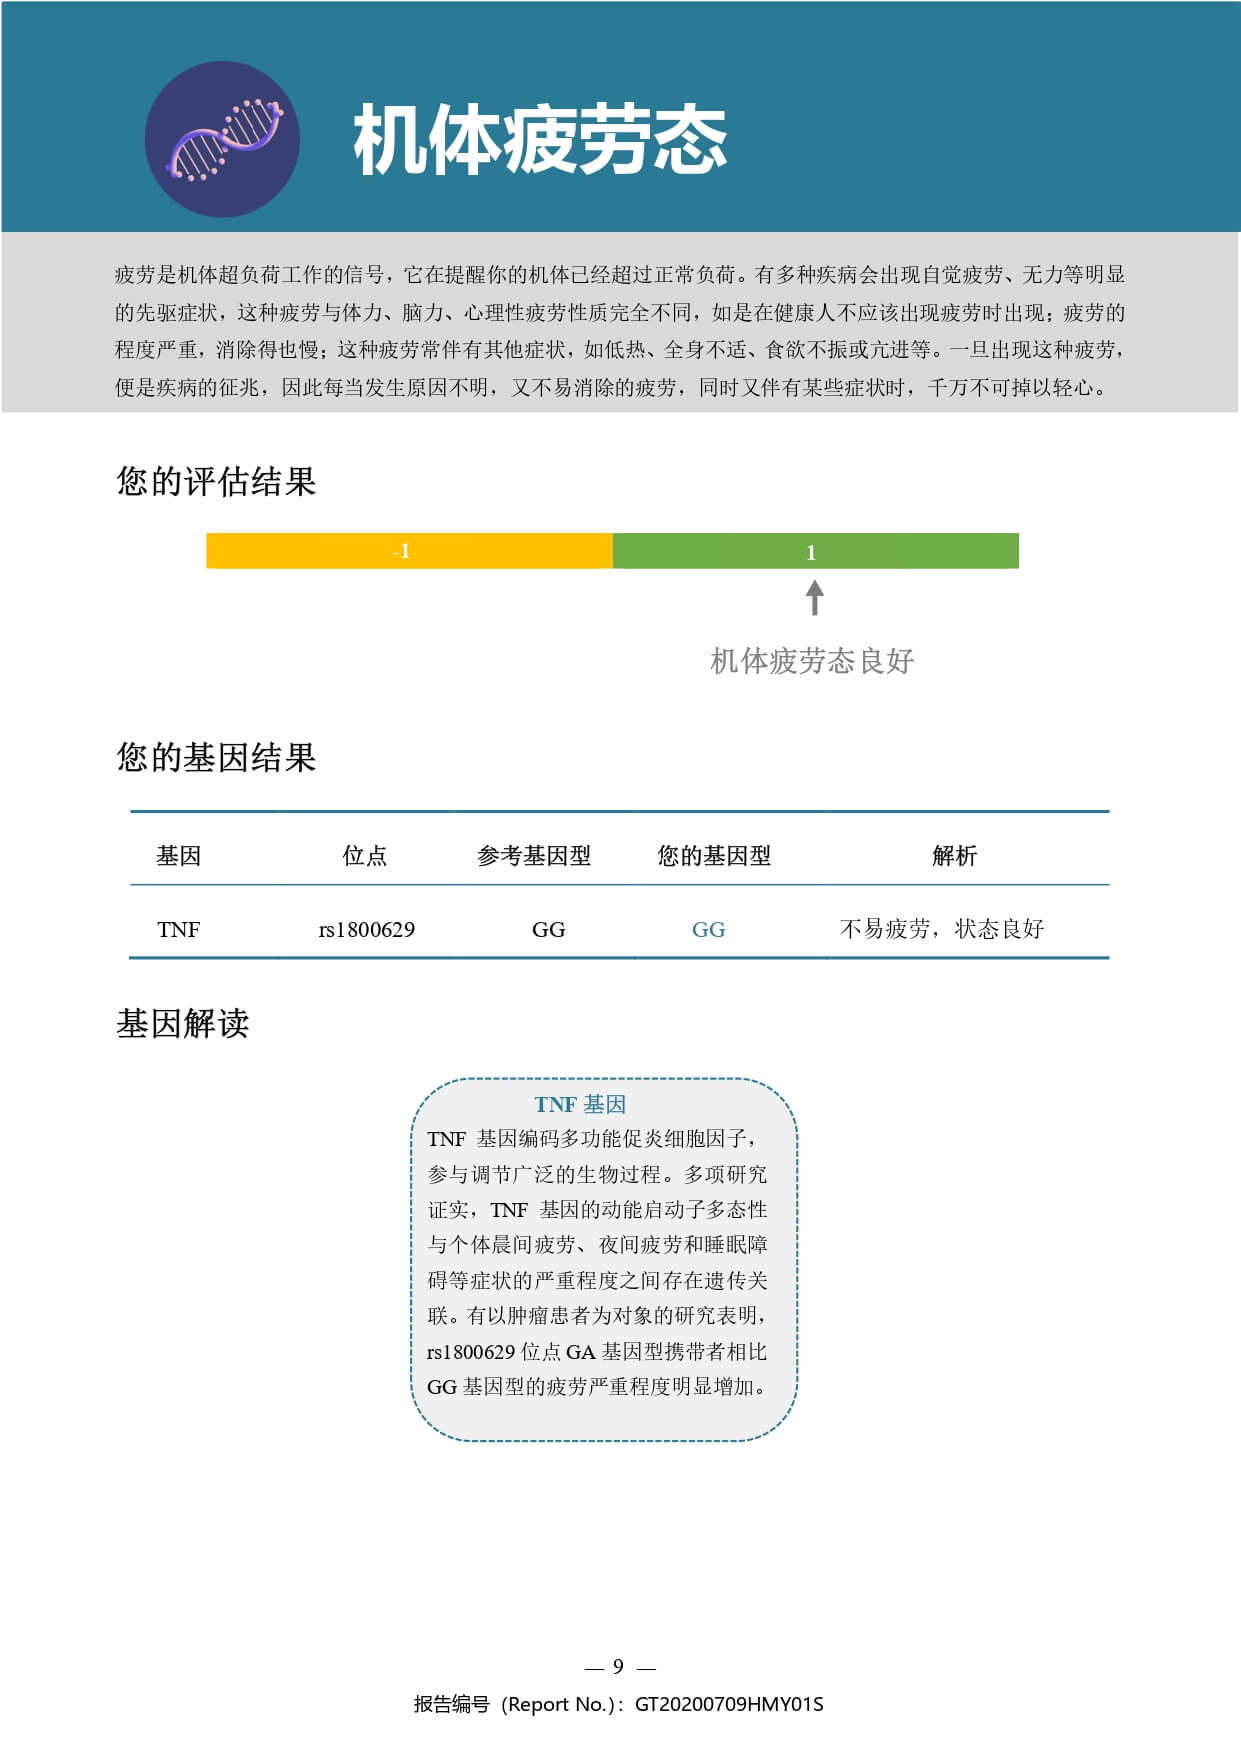 机体疲劳态
疲劳是机体超负荷工作的信号，它在提醒你的机体已经超过正常负荷。有多种疾病会出现自觉疲劳、无力等明显
的先驱症状，这种疲劳与体力、脑力、心理性疲劳性质完全不同，如是在健康人不应该出现疲劳时出现；疲劳的
程度严重，消除得也慢；这种疲劳常伴有其他症状，如低热、全身不适、食欲不振或亢进等。一旦出现这种疲劳，
便是疾病的征兆，因此每当发生原因不明，又不易消除的疲劳，同时又伴有某些症状时，千万不可掉以轻心。
您的评估结果
-1 1
机体疲劳态良好
您的基因结果
基因 位点 参考基因型 您的基因型 解析
TNF rs1800629 GG GG 不易疲劳，状态良好
基因解读
TNF 基因
TNF 基因编码多功能促炎细胞因子，
参与调节广泛的生物过程。多项研究
证实，TNF 基因的动能启动子多态性
与个体晨间疲劳、夜间疲劳和睡眠障
碍等症状的严重程度之间存在遗传关
联。有以肿瘤患者为对象的研究表明，
rs1800629 位点 GA 基因型携带者相比
GG 基因型的疲劳严重程度明显增加。
— 9 —
报告编号（Report No.）：GT20200709HMY01S